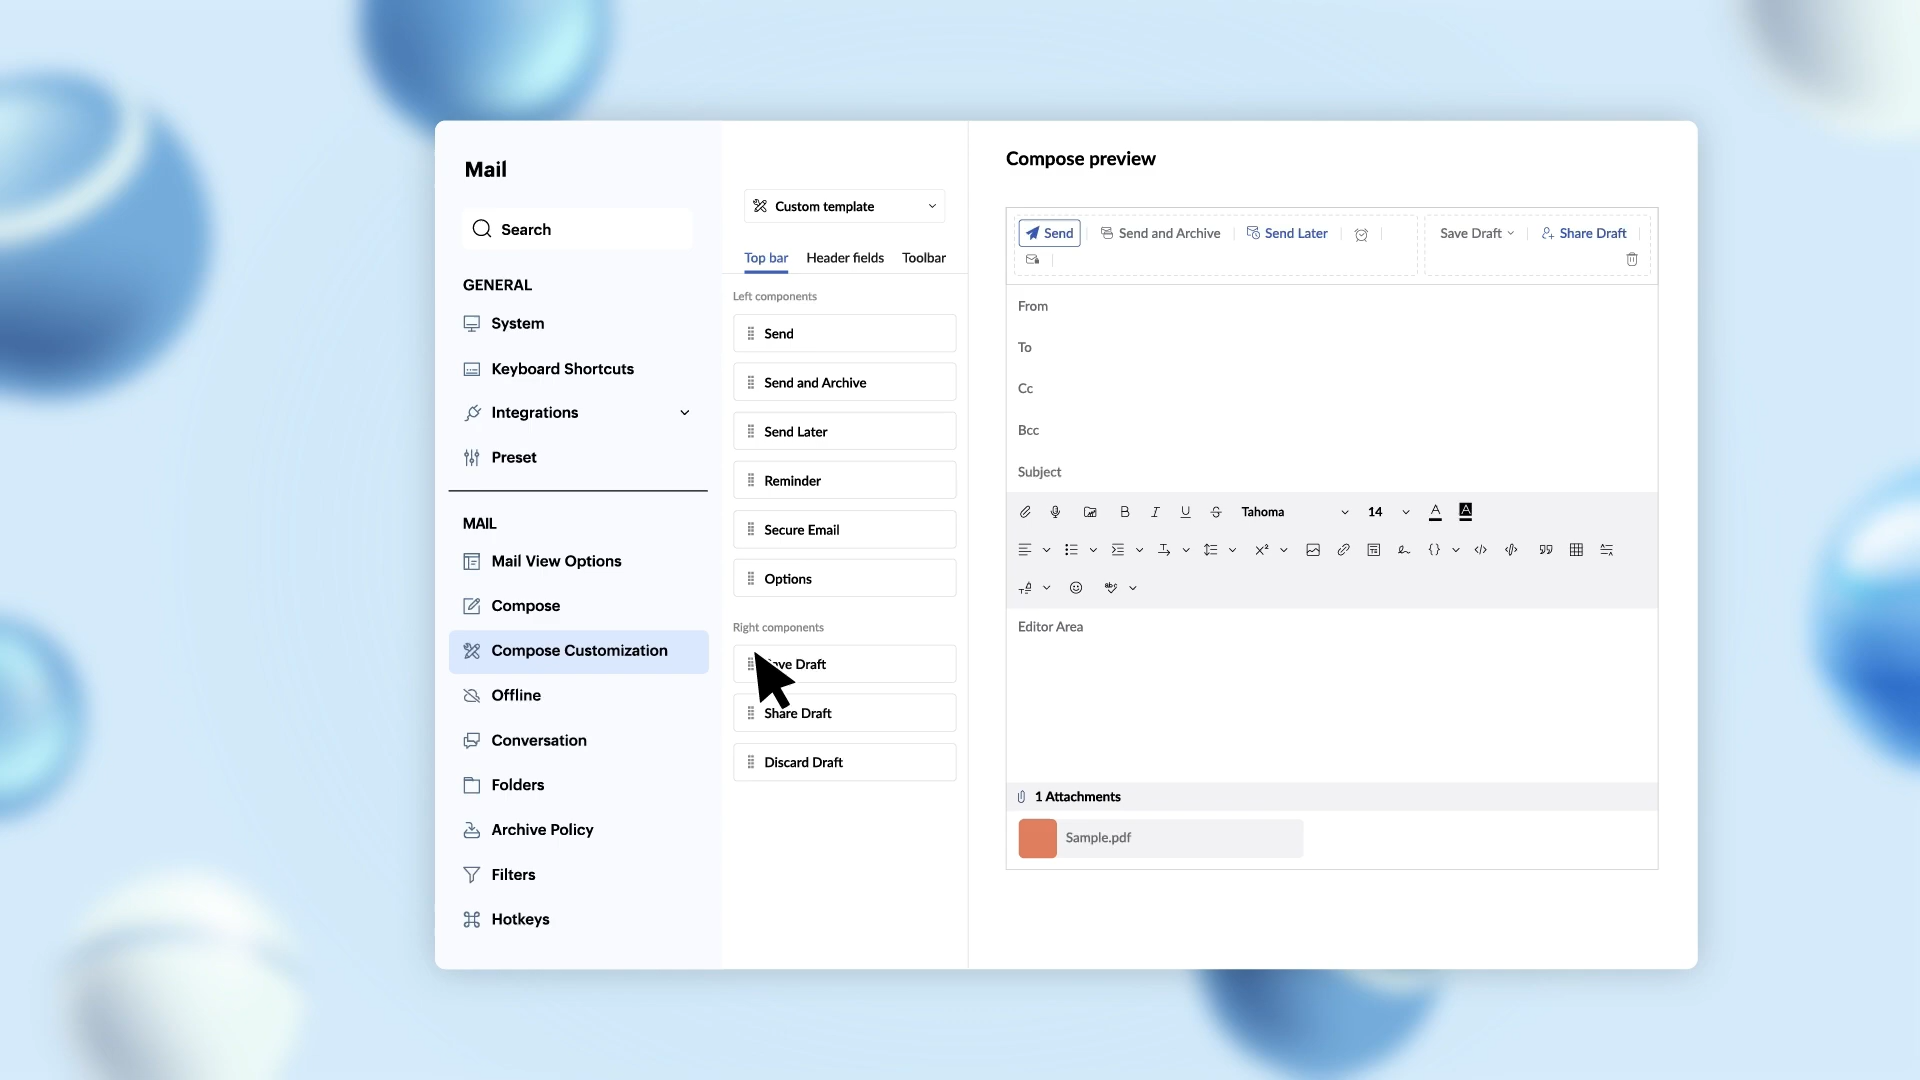 Mail
Search
GENERAL
System
Keyboard Shortcuts
Integrations
Preset
MAIL
Mail View Options
Compose
Compose Customization
Offline
Conversation
Folders
Archive Policy
Filters
Hotkeys
Custom template
Top bar Header fields Toolbar
Left components
Send
Send and Archive
Send Later
Reminder
Secure Email
Options
Right components
ve Draft
Share Draft
Discard Draft
Compose preview
Send Send and Archive Send Later Save Draft Share Draft
From
To
Cc
Bcc
Subject
B I U S Tahoma 14 A A
Editor Area
1 Attachments
Sample.pdf